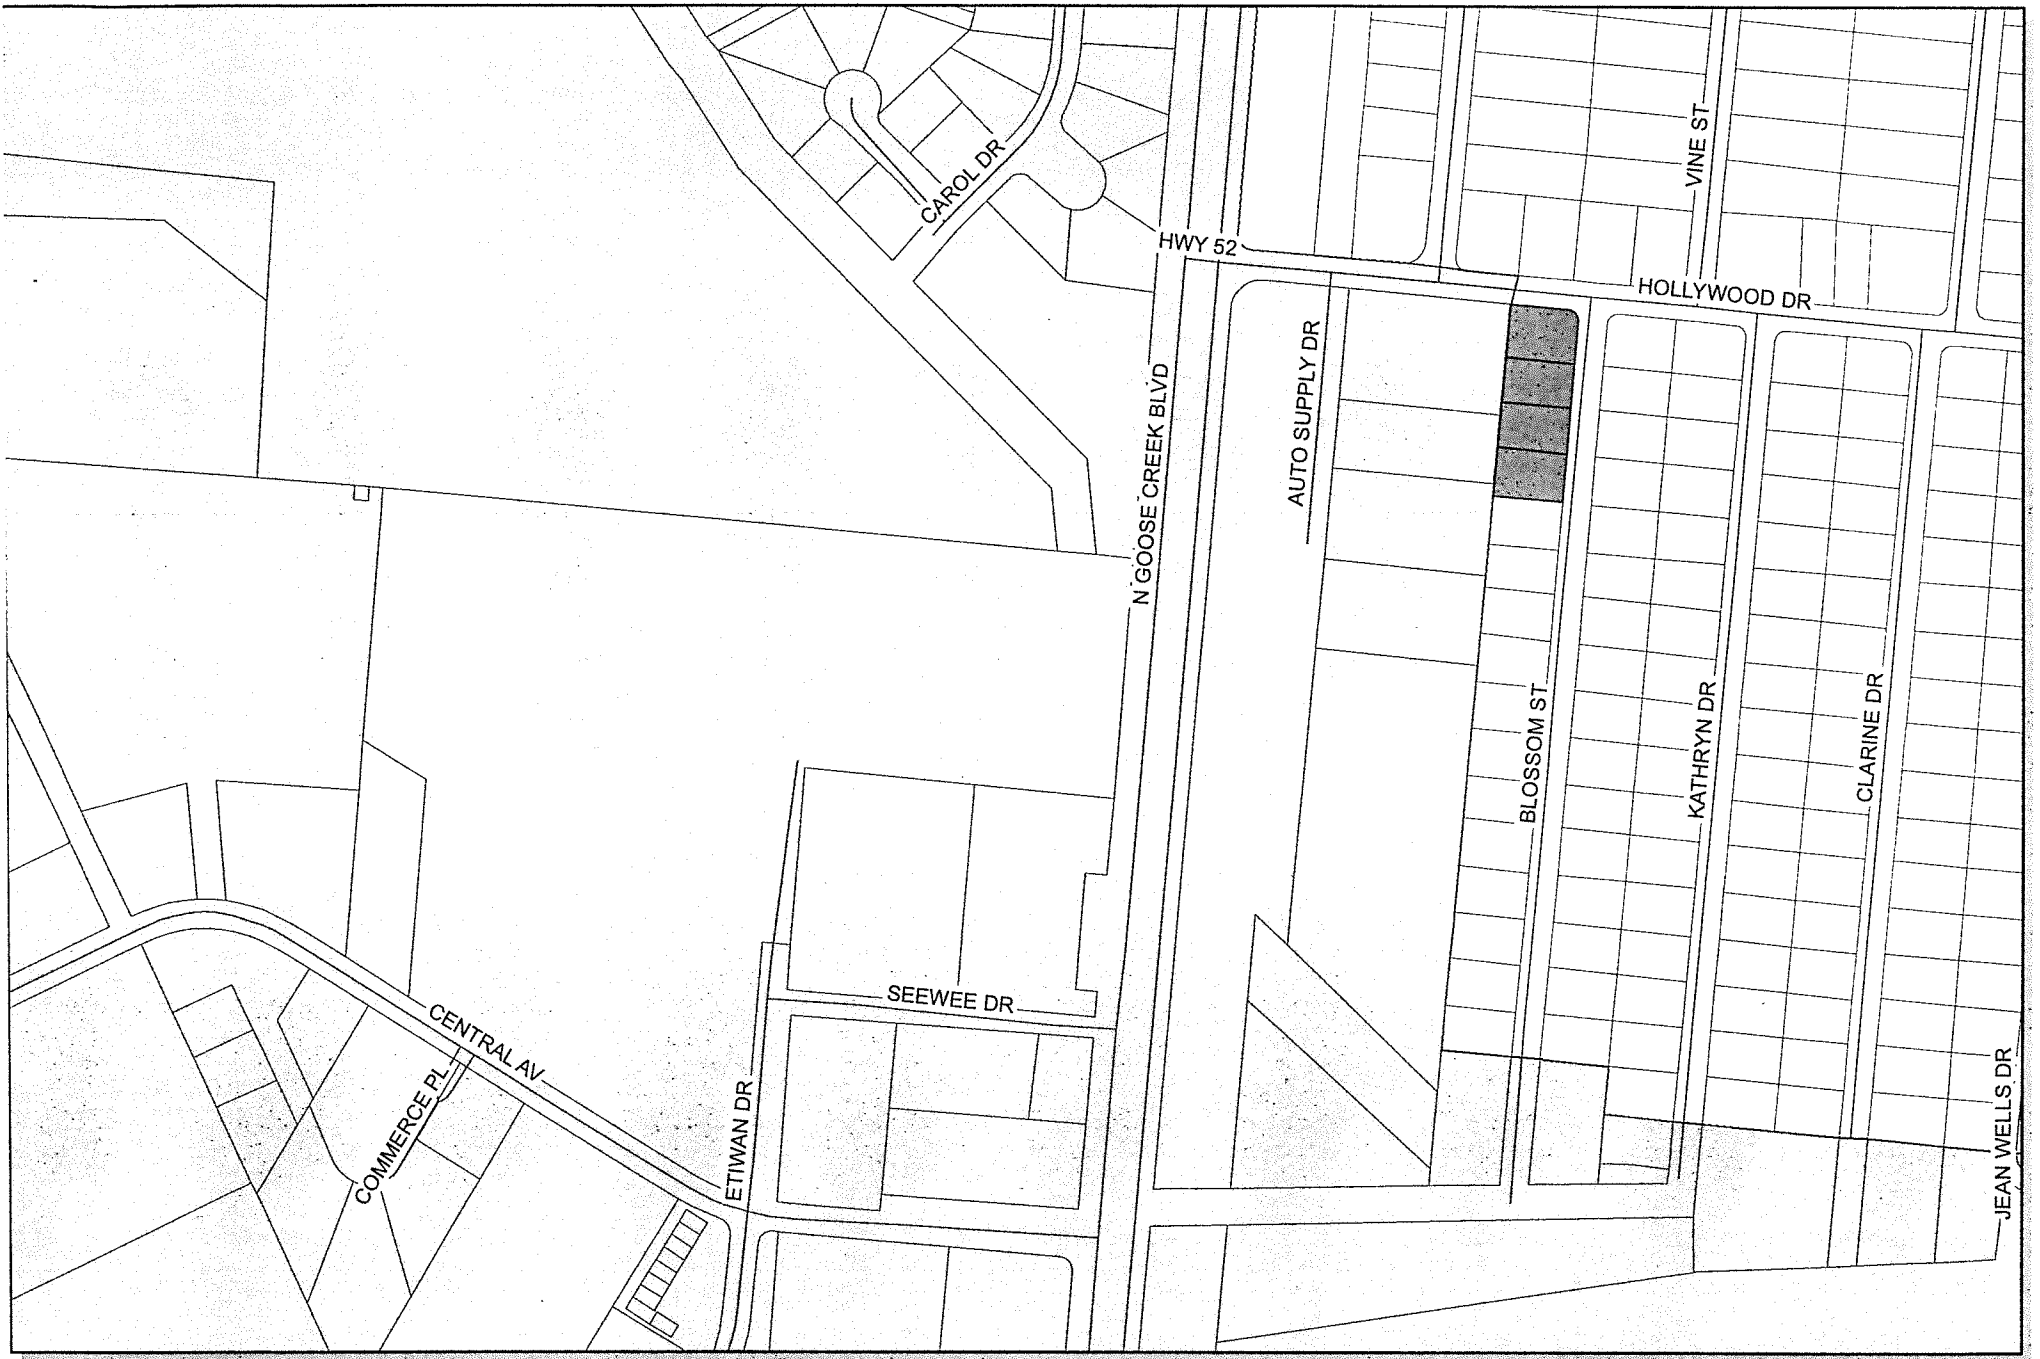 VINE ST
CAROL DR
HWY 52
HOLLYWOOD DR
AUTO SUPPLY DR
N GOOSE CREEK BLVD
BLOSSOM ST
KATHRYN DR
CLARINE DR
SEEWEE DR
CENTRAL AV
COMMERCE PL
ETIWAN DR
JEAN WELLS DR